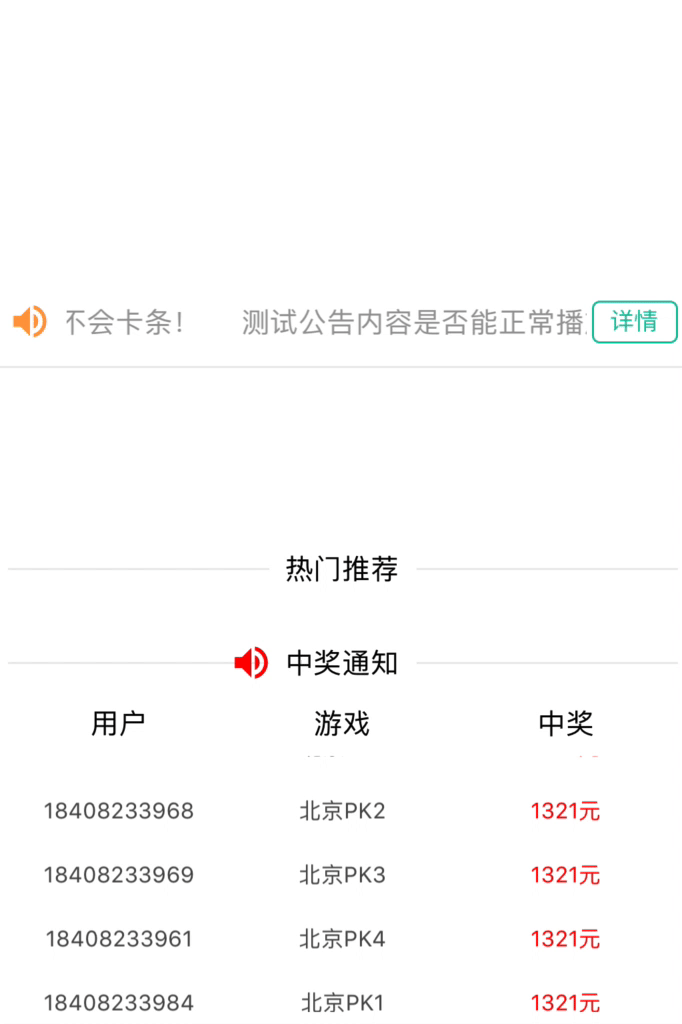 不会卡条！ 测试公告内容是否能正常播 详情
热门推荐
中奖通知
用户 游戏 中奖
18408233968 北京PK2 1321元
18408233969 北京PK3 1321元
18408233961 北京PK4 1321元
18408233984 北京PK1 1321元